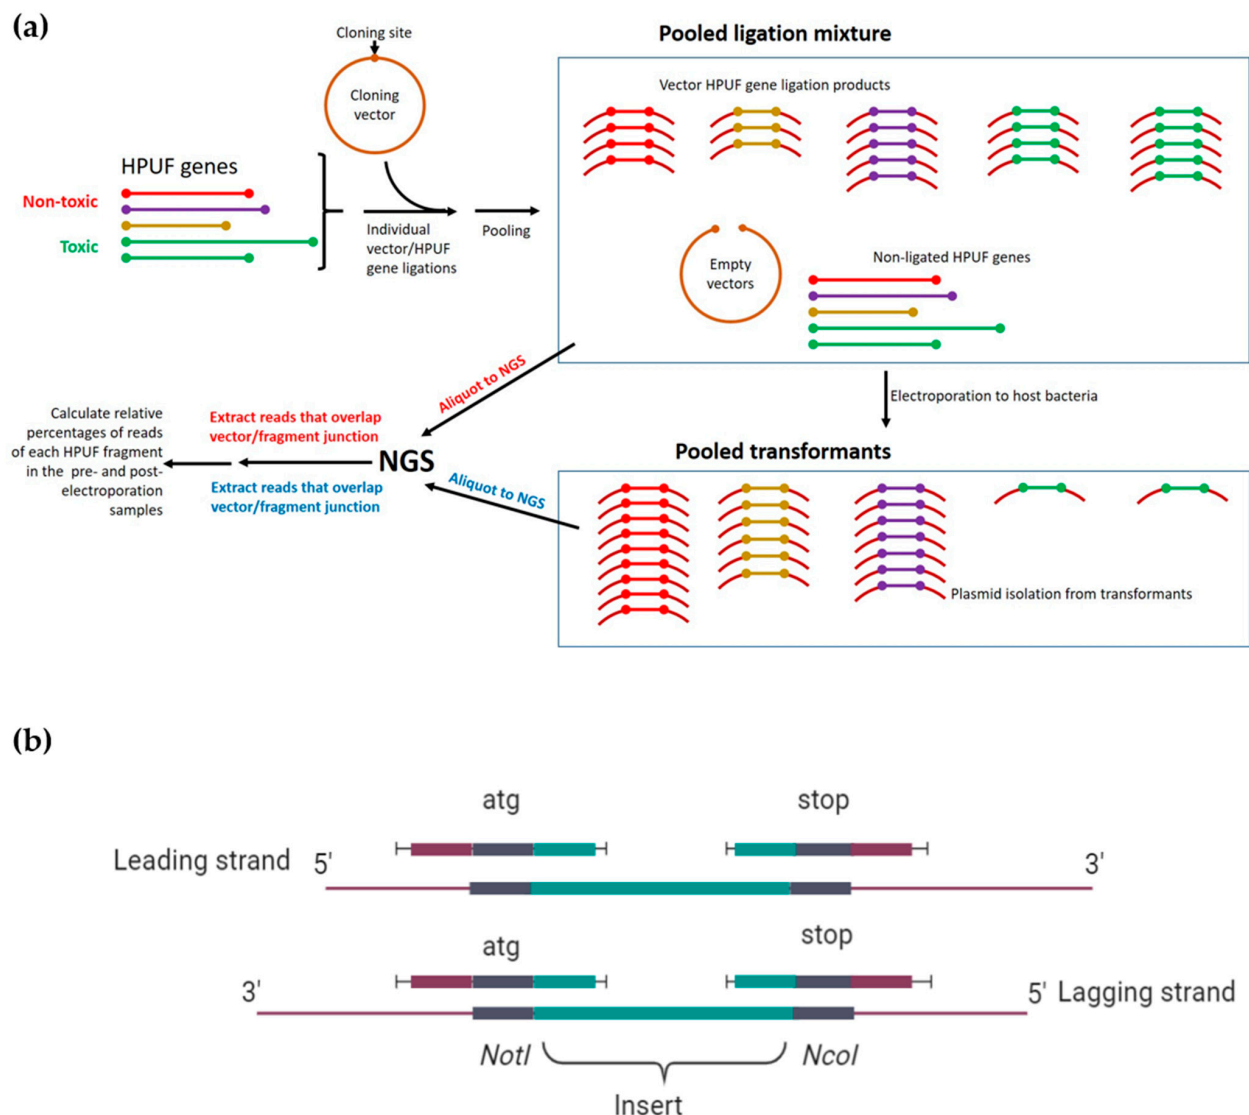 (a)
Cloning site
Cloning
vector
HPUF genes
Non-toxic
Toxic
Individual
vector/HPUF
gene ligations
Pooling
Pooled ligation mixture
Vector HPUF gene ligation products
Empty
vectors
Non-ligated HPUF genes
Electroporation to host bacteria
Aliquot to NGS
Calculate relative
percentages of reads
of each HPUF fragment
in the pre- and post-
electroporation
samples
Extract reads that overlap
vector/fragment junction
NGS
Extract reads that overlap
vector/fragment junction
Aliquot to NGS
Pooled transformants
Plasmid isolation from transformants
(b)
atg
stop
Leading strand 5'
3'
atg
stop
3'
5' Lagging strand
NotI
NcoI
Insert